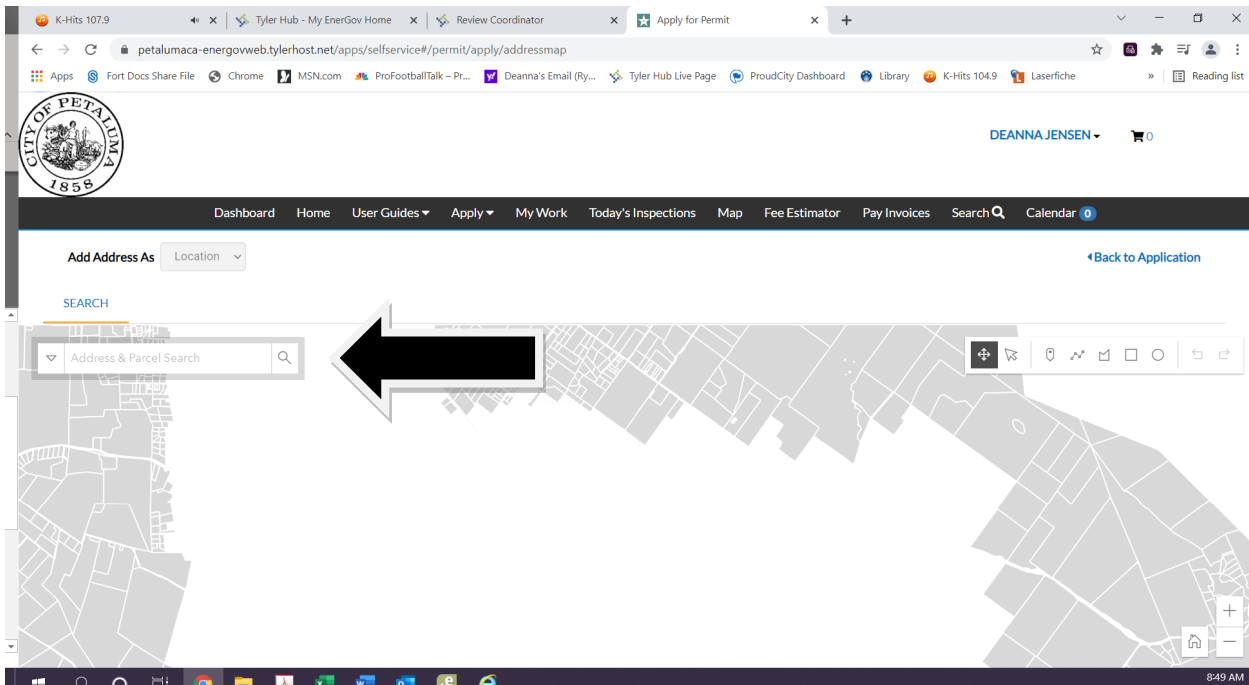 K-Hits 107.9 Tyler Hub - My EnerGov Home Review Coordinator Apply for Permit
petalumaca-energovweb.tylerhost.net/apps/selfservice#/permit/apply/addressmap
Apps Fort Docs Share File Chrome MSN.com ProFootballTalk – Pr... Deanna's Email (Ry... Tyler Hub Live Page ProudCity Dashboard Library K-Hits 104.9 Laserfiche » Reading list
CITY OF PETALUMA
1858
DEANNA JENSEN 0
Dashboard Home User Guides Apply My Work Today's Inspections Map Fee Estimator Pay Invoices Search Calendar 0
Add Address As Location Back to Application
SEARCH
Address & Parcel Search
8:49 AM